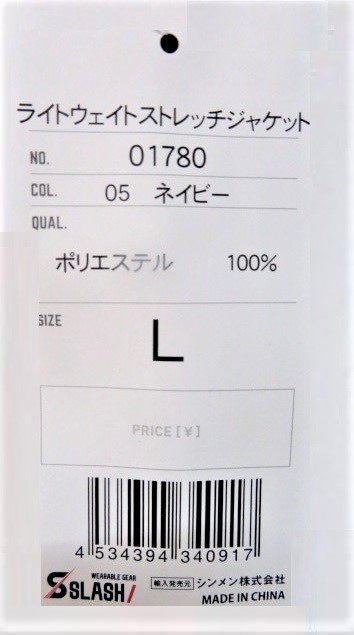 ライトウェイトストレッチジャケット
NO. 01780
COL. 05 ネイビー
QUAL.
ポリエステル 100%
SIZE
L
PRICE [¥]
4 534394 340917
WEARABLE GEAR
S SLASH/
輸入発売元 シンメン株式会社
MADE IN CHINA